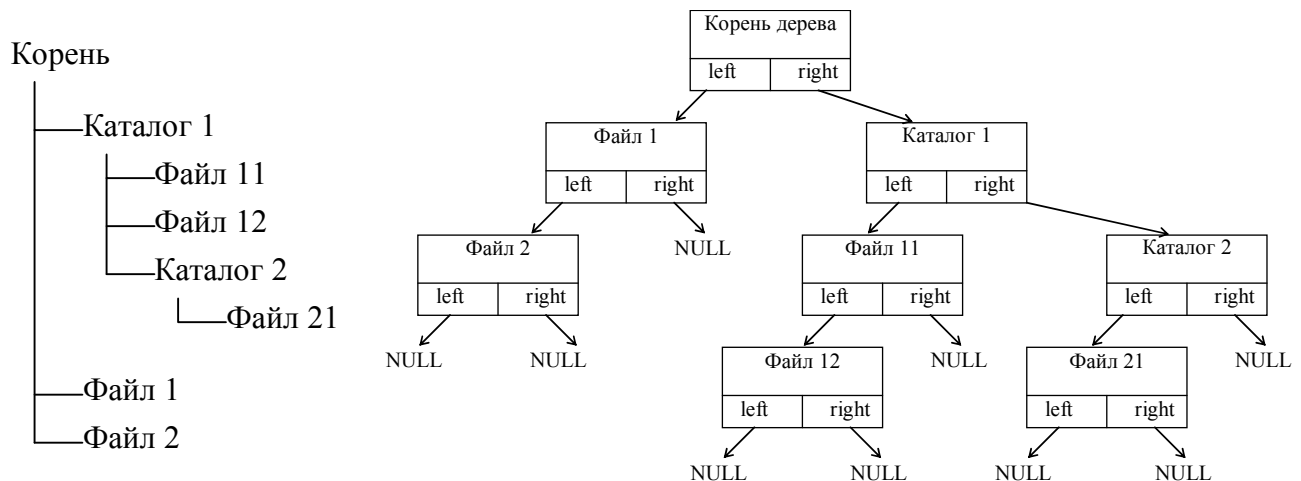 Корень
Каталог 1
Файл 11
Файл 12
Каталог 2
Файл 21
Файл 1
Файл 2
Корень дерева
left right
Файл 1 Каталог 1
left right left right
Файл 2 NULL Файл 11 Каталог 2
left right left right left right
NULL NULL Файл 12 NULL Файл 21 NULL
left right left right
NULL NULL NULL NULL